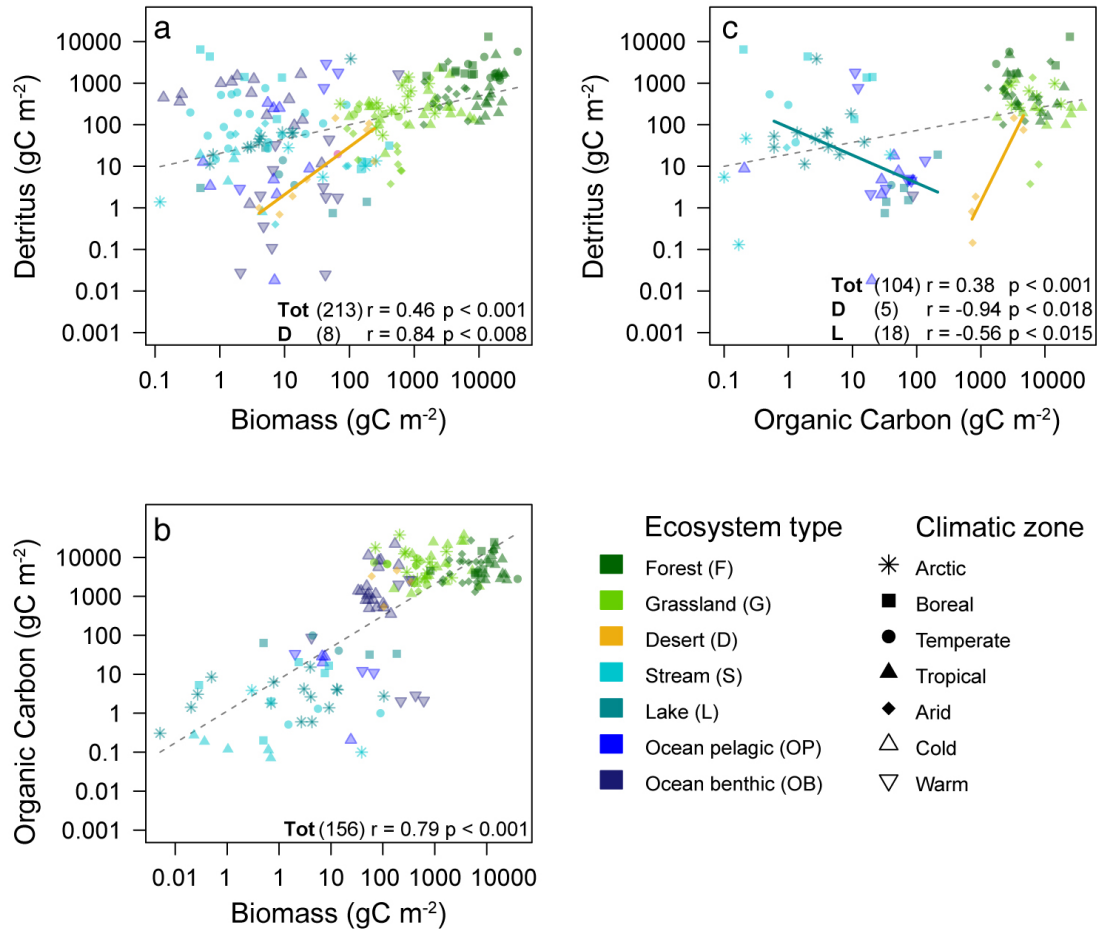 a
Detritus (gC m-2)
10000
1000
100
10
1
0.1
0.01
0.001
Tot (213) r = 0.46 p < 0.001
D (8) r = 0.84 p < 0.008
0.1 1 10 100 1000 10000
Biomass (gC m-2)
c
Detritus (gC m-2)
10000
1000
100
10
1
0.1
0.01
0.001
Tot (104) r = 0.38 p < 0.001
D (5) r = -0.94 p < 0.018
L (18) r = -0.56 p < 0.015
0.1 1 10 100 1000 10000
Organic Carbon (gC m-2)
b
Organic Carbon (gC m-2)
10000
1000
100
10
1
0.1
0.01
0.001
Tot (156) r = 0.79 p < 0.001
0.01 1 10 100 1000 10000
Biomass (gC m-2)
Ecosystem type
Forest (F)
Grassland (G)
Desert (D)
Stream (S)
Lake (L)
Ocean pelagic (OP)
Ocean benthic (OB)
Climatic zone
Arctic
Boreal
Temperate
Tropical
Arid
Cold
Warm